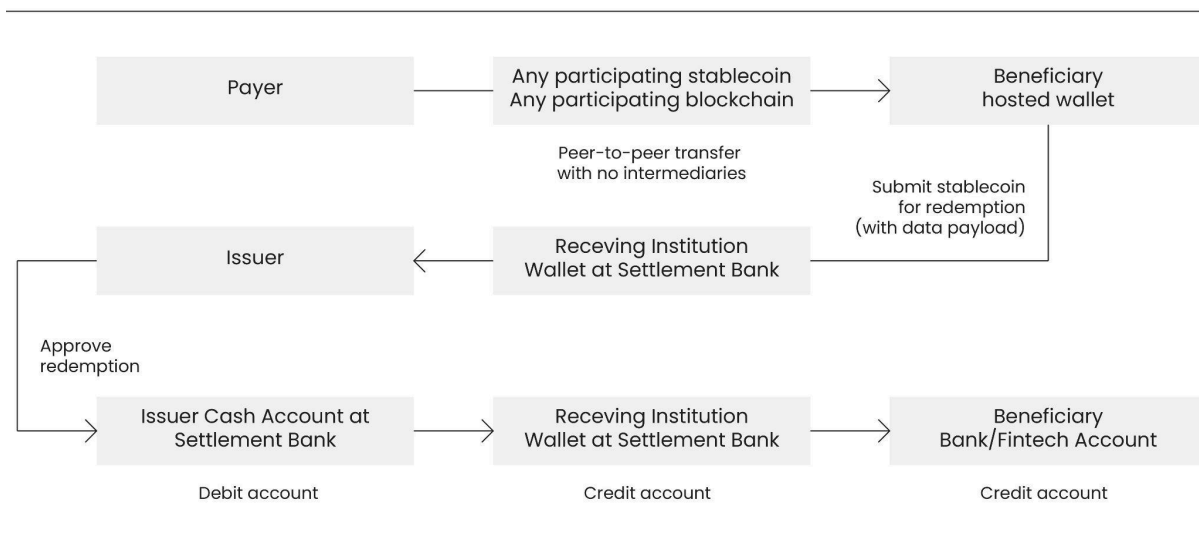 Payer
Any participating stablecoin
Any participating blockchain
Beneficiary
hosted wallet
Peer-to-peer transfer
with no intermediaries
Submit stablecoin
for redemption
(with data payload)
Issuer
Receving Institution
Wallet at Settlement Bank
Approve
redemption
Issuer Cash Account at
Settlement Bank
Receving Institution
Wallet at Settlement Bank
Beneficiary
Bank/Fintech Account
Debit account
Credit account
Credit account